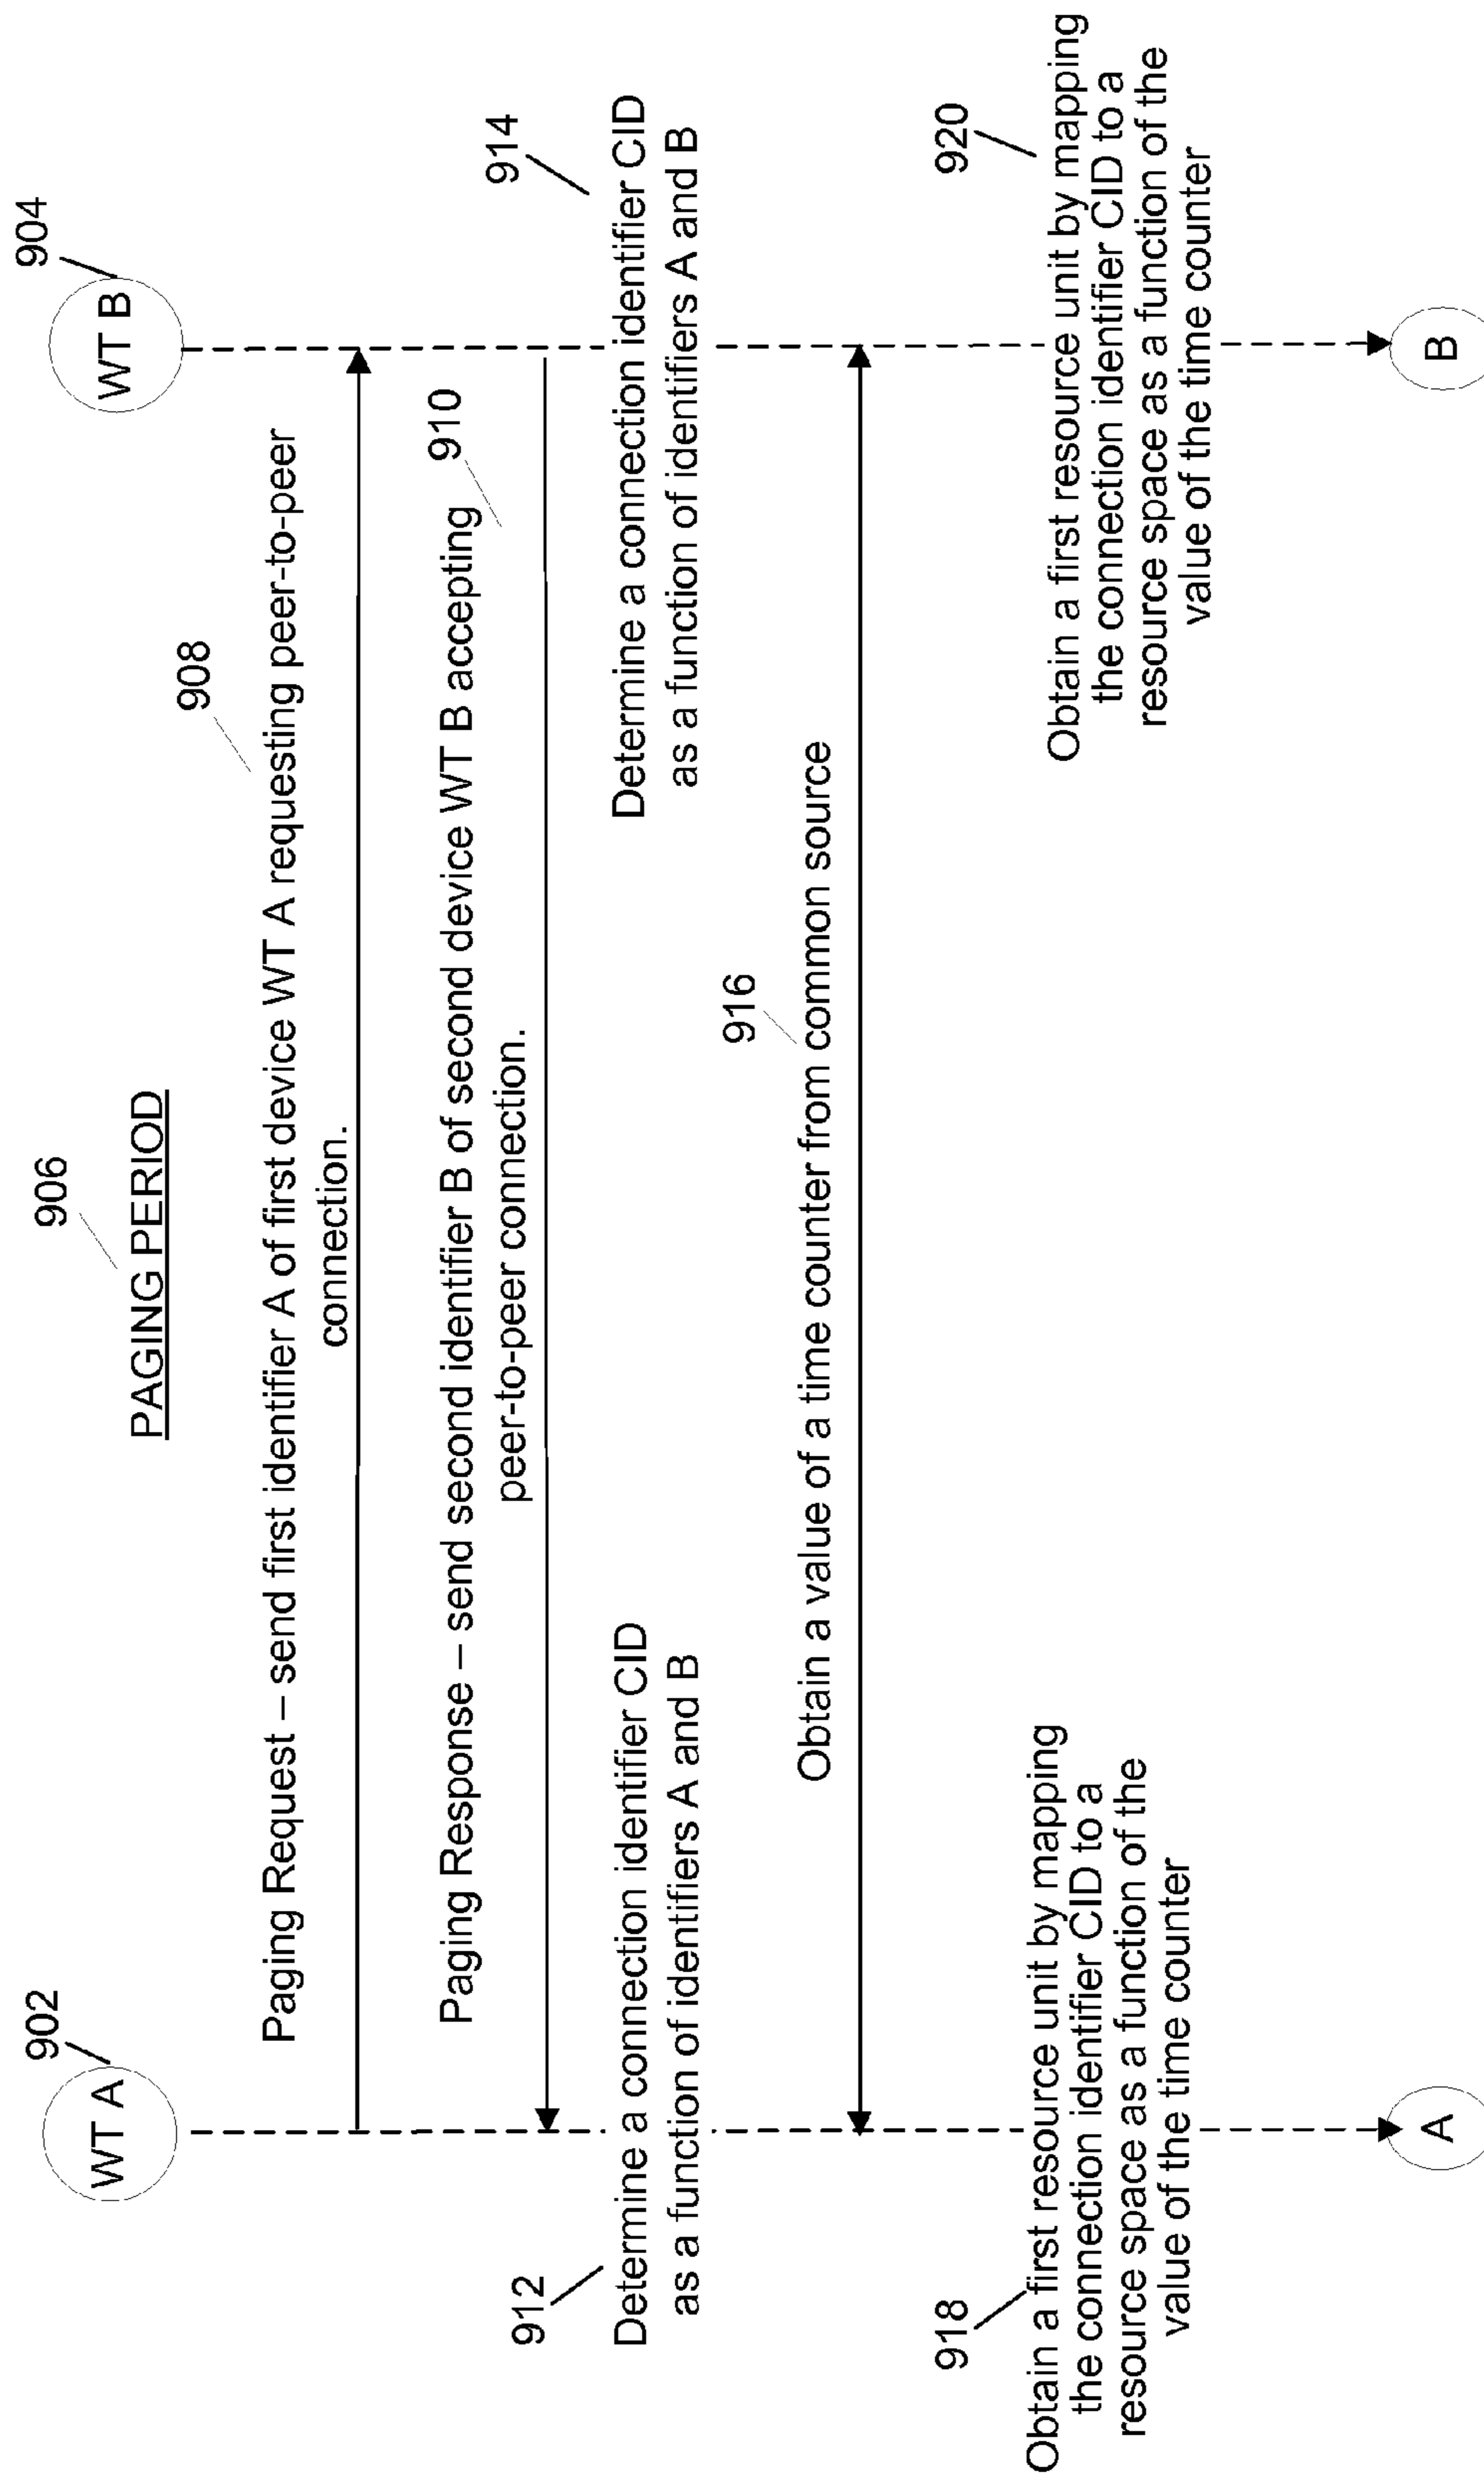 906
PAGING PERIOD
902
WT A
904
WT B
908
Paging Request – send first identifier A of first device WT A requesting peer-to-peer
connection.
910
Paging Response – send second identifier B of second device WT B accepting
peer-to-peer connection.
912
Determine a connection identifier CID
as a function of identifiers A and B
914
Determine a connection identifier CID
as a function of identifiers A and B
916
Obtain a value of a time counter from common source
918
Obtain a first resource unit by mapping
the connection identifier CID to a
resource space as a function of the
value of the time counter
920
Obtain a first resource unit by mapping
the connection identifier CID to a
resource space as a function of the
value of the time counter
A
B